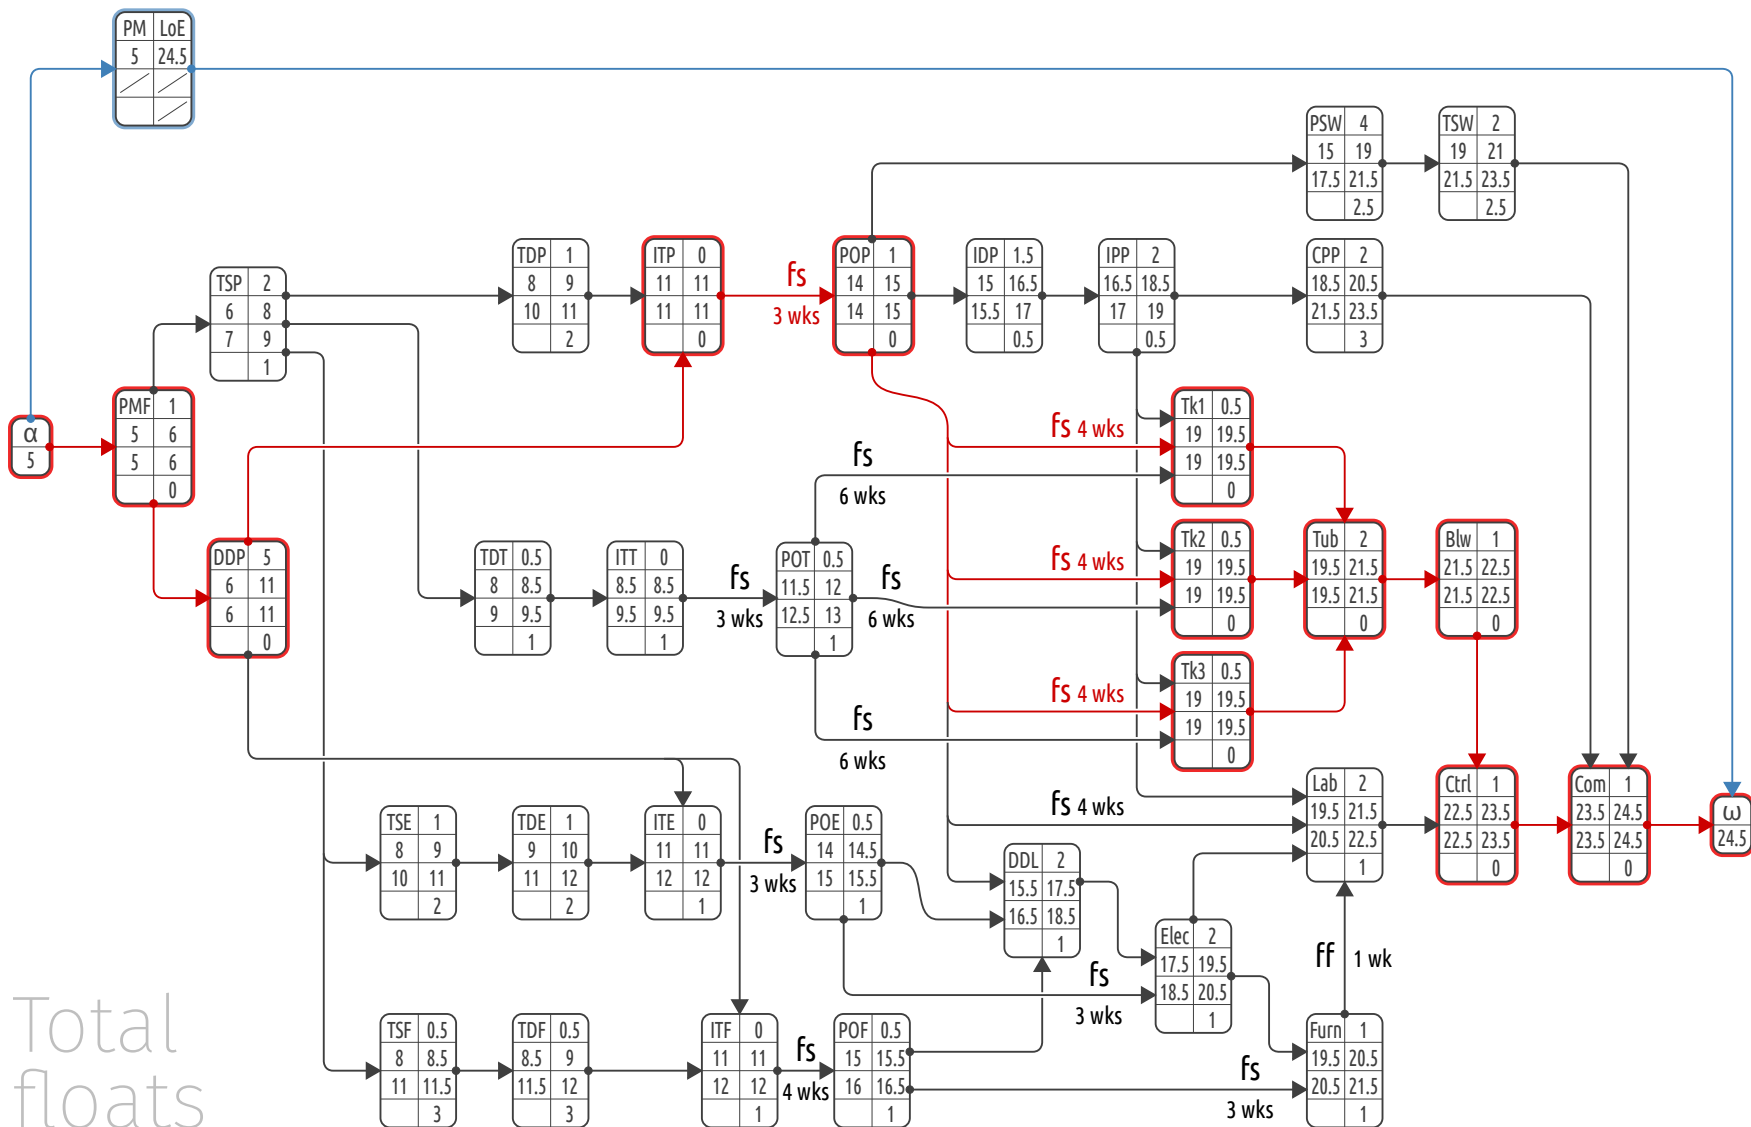 PM LoE
5 24.5
PSW 4
15 19
17.5 21.5
2.5
TSW 2
19 21
21.5 23.5
2.5
TSP 2
6 8
7 9
1
TDP 1
8 9
10 11
2
ITP 0
11 11
11 11
0
fs
3 wks
POP 1
14 15
14 15
0
IDP 1.5
15 16.5
15.5 17
0.5
IPP 2
16.5 18.5
17 19
0.5
CPP 2
18.5 20.5
21.5 23.5
3
α
5
PMF 1
5 6
5 6
0
fs 4 wks
fs
6 wks
Tk1 0.5
19 19.5
19 19.5
0
DDP 5
6 11
6 11
0
TDT 0.5
8 8.5
9 9.5
1
ITT 0
8.5 8.5
9.5 9.5
1
fs
3 wks
POT 0.5
11.5 12
12.5 13
1
fs
6 wks
fs 4 wks
Tk2 0.5
19 19.5
19 19.5
0
Tub 2
19.5 21.5
19.5 21.5
0
Blw 1
21.5 22.5
21.5 22.5
0
fs 4 wks
fs
6 wks
Tk3 0.5
19 19.5
19 19.5
0
TSE 1
8 9
10 11
2
TDE 1
9 10
11 12
2
ITE 0
11 11
12 12
1
fs
3 wks
POE 0.5
14 14.5
15 15.5
1
fs 4 wks
DDL 2
15.5 17.5
16.5 18.5
1
Lab 2
19.5 21.5
20.5 22.5
1
Ctrl 1
22.5 23.5
22.5 23.5
0
Com 1
23.5 24.5
23.5 24.5
0
ω
24.5
Elec 2
17.5 19.5
18.5 20.5
1
fs
3 wks
ff 1 wk
Total
floats
TSF 0.5
8 8.5
11 11.5
3
TDF 0.5
8.5 9
11.5 12
3
ITF 0
11 11
12 12
1
fs
4 wks
POF 0.5
15 15.5
16 16.5
1
fs
3 wks
Furn 1
19.5 20.5
20.5 21.5
1